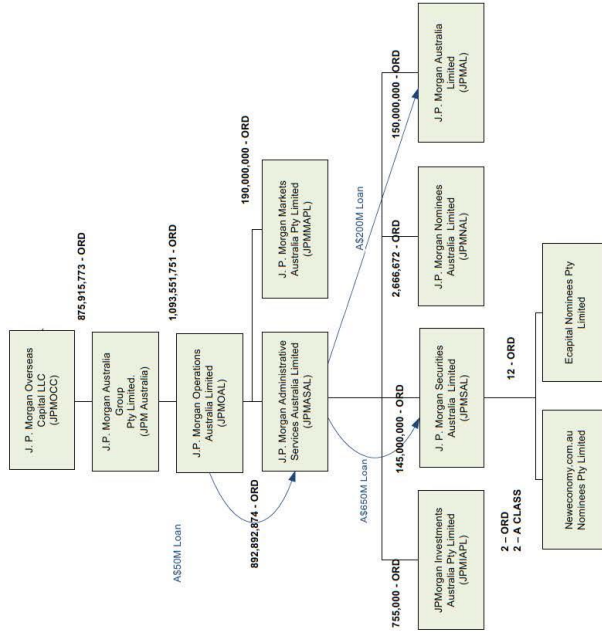 J. P. Morgan Overseas
Capital LLC
(JPMOCC)
875,915,773 - ORD
J.P. Morgan Australia
Group
Pty Limited.
(JPM Australia)
1,093,551,751 - ORD
J.P. Morgan Operations
Australia Limited
(JPMOAL)
A$50M Loan
892,892,874 - ORD
190,000,000 - ORD
J.P. Morgan Administrative
Services Australia Limited
(JPMASAL)
J. P. Morgan Markets
Australia Pty Limited
(JPMMAPL)
A$650M Loan
A$200M Loan
755,000 - ORD
145,000,000 - ORD
2,666,672 - ORD
150,000,000 - ORD
JPMorgan Investments
Australia Pty Limited
(JPMIAPL)
J. P. Morgan Securities
Australia Limited
(JPMSAL)
J. P. Morgan Nominees
Australia Limited
(JPMNAL)
J.P. Morgan Australia
Limited
(JPMAL)
2 – ORD
2 – A CLASS
12 - ORD
Neweconomy.com.au
Nominees Pty Limited
Ecapital Nominees Pty
Limited